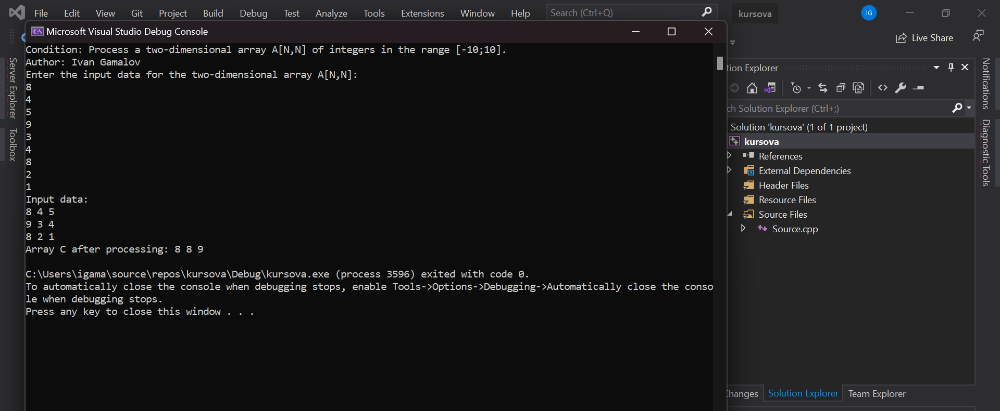 File Edit View Git Project Build Debug Test Analyze Tools Extensions Window Help Search (Ctrl+Q) kursova IG
Microsoft Visual Studio Debug Console
Live Share
Condition: Process a two-dimensional array A[N,N] of integers in the range [-10;10].
Author: Ivan Gamalov
Enter the input data for the two-dimensional array A[N,N]:
8
4
5
9
3
4
8
2
1
Input data:
8 4 5
9 3 4
8 2 1
Array C after processing: 8 8 9
C:\Users\igama\source\repos\kursova\Debug\kursova.exe (process 3596) exited with code 0.
To automatically close the console when debugging stops, enable Tools->Options->Debugging->Automatically close the conso
le when debugging stops.
Press any key to close this window . . .
Server Explorer
Toolbox
tion Explorer
ch Solution Explorer (Ctrl+;)
Solution 'kursova' (1 of 1 project)
kursova
References
External Dependencies
Header Files
Resource Files
Source Files
Source.cpp
Changes Solution Explorer Team Explorer
Notifications
Diagnostic Tools